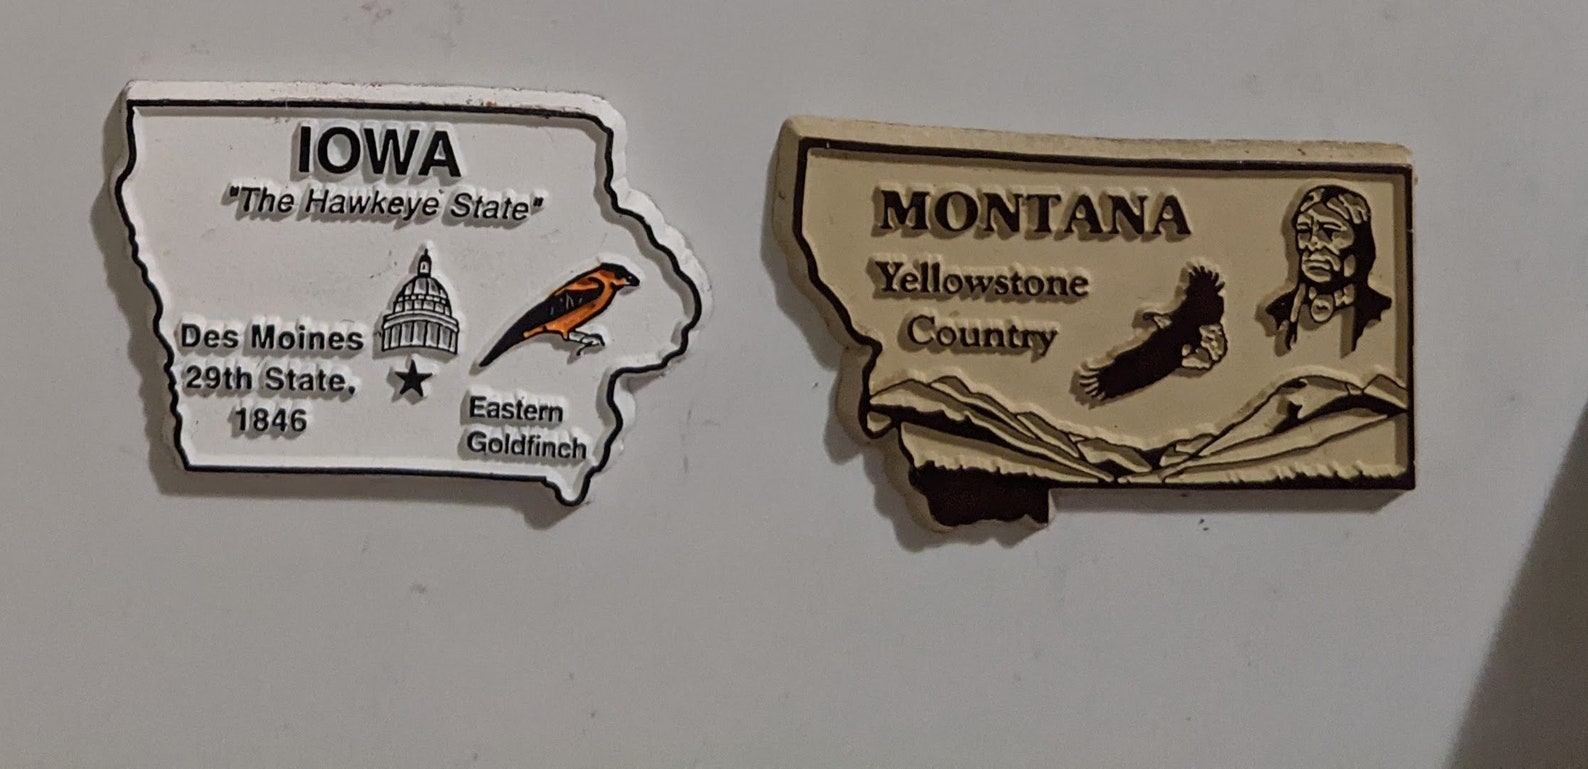 IOWA
"The Hawkeye State"
Des Moines
29th State,
1846
Eastern
Goldfinch
MONTANA
Yellowstone
Country